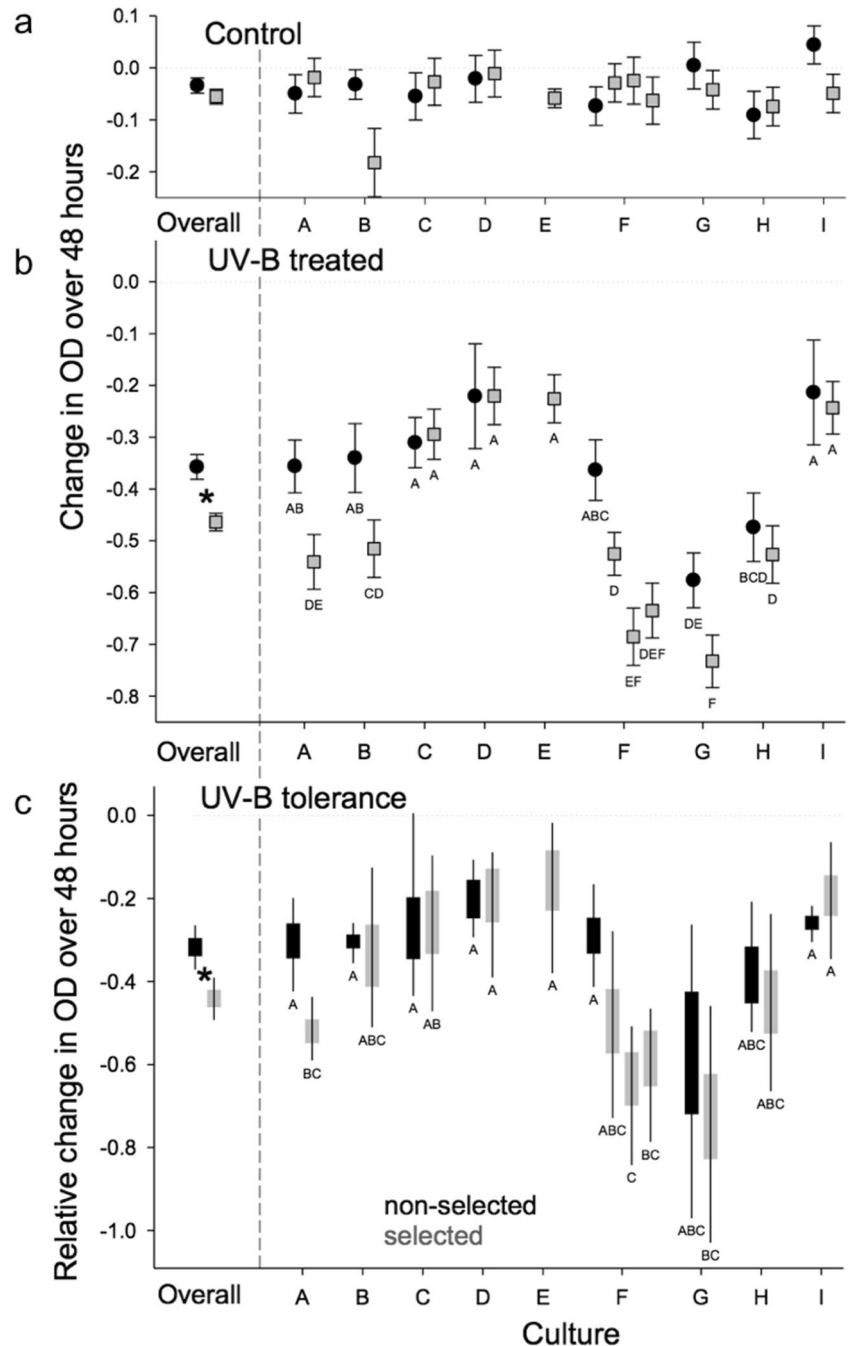 a
Control
0.1
0.0
-0.1
-0.2
Overall A B C D E F G H I
b
UV-B treated
Change in OD over 48 hours
0.0
-0.1
-0.2
-0.3
-0.4
-0.5
-0.6
-0.7
-0.8
*
AB DE AB CD A A A A A ABC D EF DEF DE F BCD D A A
Overall A B C D E F G H I
c
UV-B tolerance
Relative change in OD over 48 hours
0.0
-0.2
-0.4
-0.6
-0.8
-1.0
*
A BC A ABC A AB A A A A ABC C BC ABC BC ABC ABC A A
non-selected
selected
Overall A B C D E F G H I
Culture